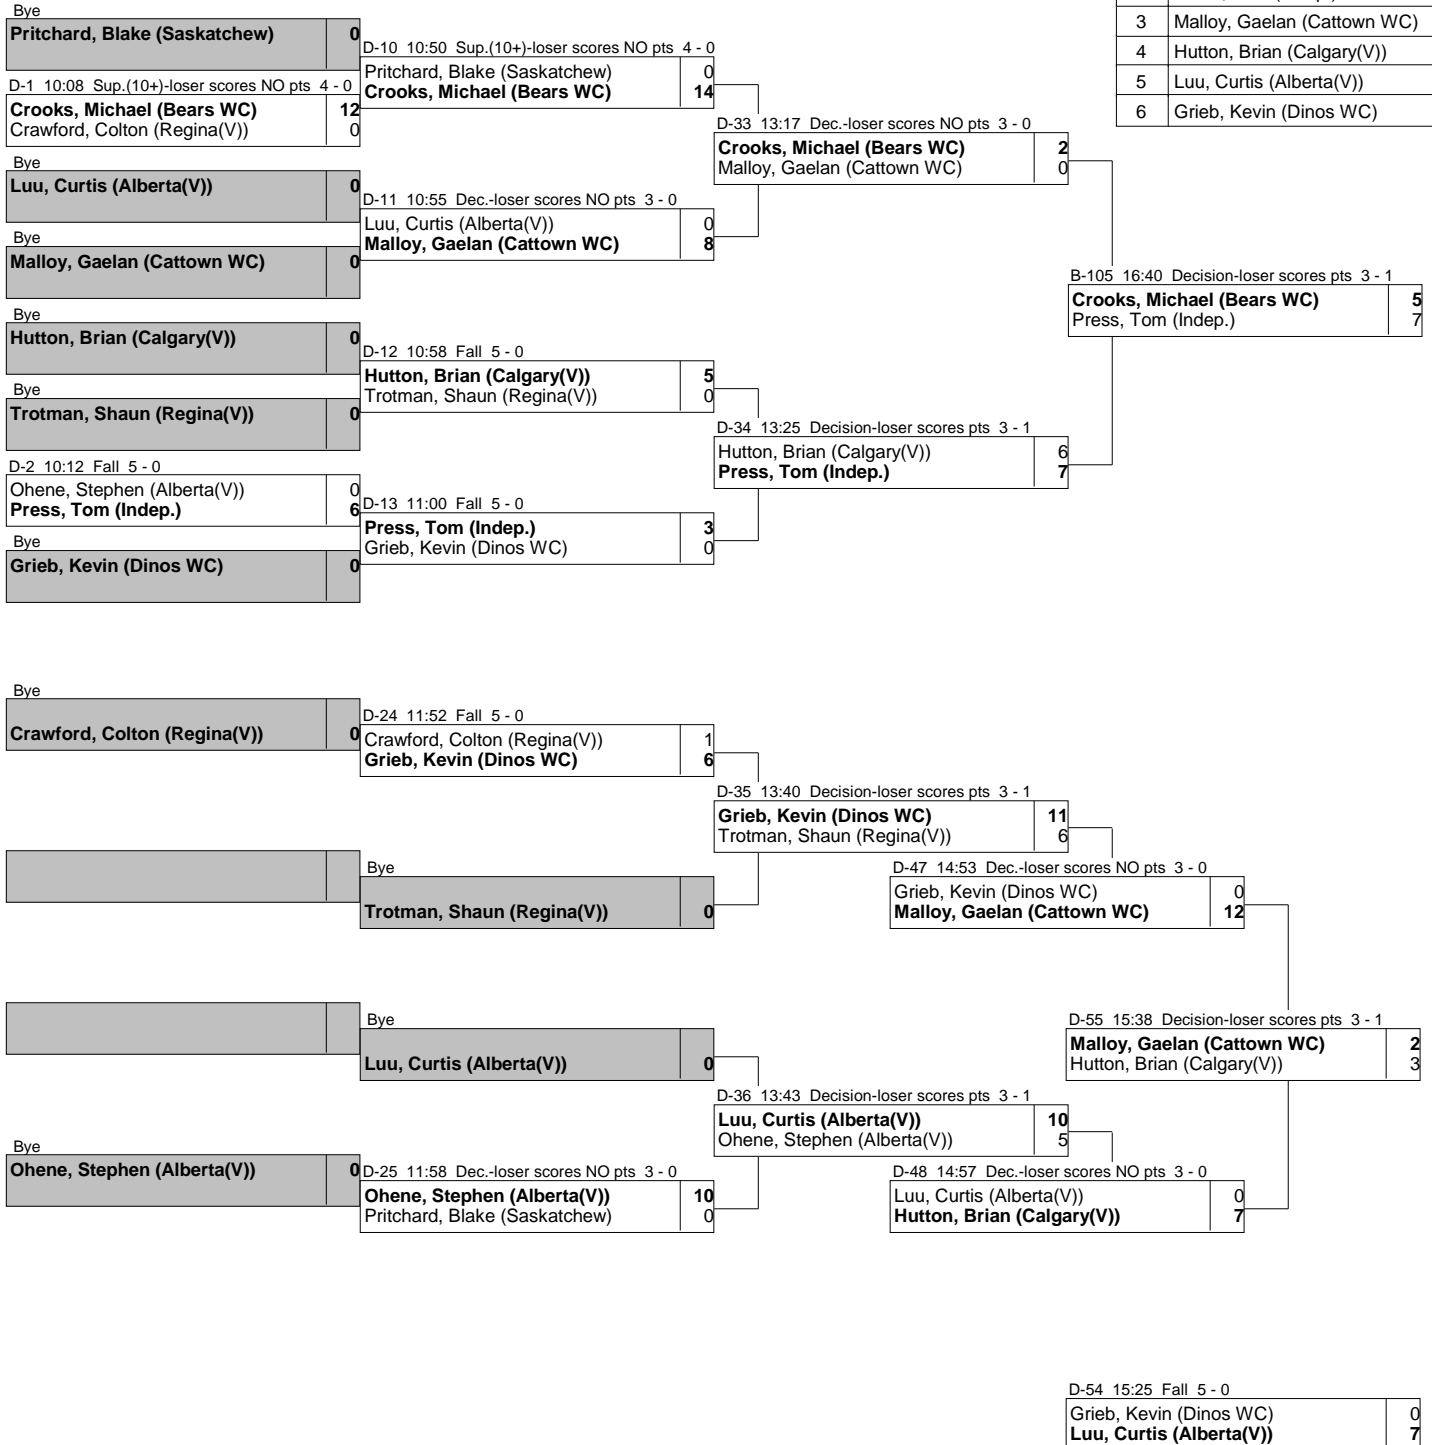 Bye
Pritchard, Blake (Saskatchew) 0
D-1 10:08 Sup.(10+)-loser scores NO pts 4 - 0
Crooks, Michael (Bears WC) 12
Crawford, Colton (Regina(V)) 0
Bye
Luu, Curtis (Alberta(V)) 0
Bye
Malloy, Gaelan (Cattown WC) 0
Bye
Hutton, Brian (Calgary(V)) 0
Bye
Trotman, Shaun (Regina(V)) 0
D-2 10:12 Fall 5 - 0
Ohene, Stephen (Alberta(V)) 0
Press, Tom (Indep.) 6
Bye
Grieb, Kevin (Dinos WC) 0
D-10 10:50 Sup.(10+)-loser scores NO pts 4 - 0
Pritchard, Blake (Saskatchew) 0
Crooks, Michael (Bears WC) 14
D-11 10:55 Dec.-loser scores NO pts 3 - 0
Luu, Curtis (Alberta(V)) 0
Malloy, Gaelan (Cattown WC) 8
D-12 10:58 Fall 5 - 0
Hutton, Brian (Calgary(V)) 5
Trotman, Shaun (Regina(V)) 0
D-13 11:00 Fall 5 - 0
Press, Tom (Indep.) 3
Grieb, Kevin (Dinos WC) 0
D-33 13:17 Dec.-loser scores NO pts 3 - 0
Crooks, Michael (Bears WC) 2
Malloy, Gaelan (Cattown WC) 0
D-34 13:25 Decision-loser scores pts 3 - 1
Hutton, Brian (Calgary(V)) 6
Press, Tom (Indep.) 7
B-105 16:40 Decision-loser scores pts 3 - 1
Crooks, Michael (Bears WC) 5
Press, Tom (Indep.) 7
3 Malloy, Gaelan (Cattown WC)
4 Hutton, Brian (Calgary(V))
5 Luu, Curtis (Alberta(V))
6 Grieb, Kevin (Dinos WC)
Bye
Crawford, Colton (Regina(V)) 0
Bye
Ohene, Stephen (Alberta(V)) 0
D-24 11:52 Fall 5 - 0
Crawford, Colton (Regina(V)) 1
Grieb, Kevin (Dinos WC) 6
Bye
Trotman, Shaun (Regina(V)) 0
Bye
Luu, Curtis (Alberta(V)) 0
D-25 11:58 Dec.-loser scores NO pts 3 - 0
Ohene, Stephen (Alberta(V)) 10
Pritchard, Blake (Saskatchew) 0
D-35 13:40 Decision-loser scores pts 3 - 1
Grieb, Kevin (Dinos WC) 11
Trotman, Shaun (Regina(V)) 6
D-36 13:43 Decision-loser scores pts 3 - 1
Luu, Curtis (Alberta(V)) 10
Ohene, Stephen (Alberta(V)) 5
D-47 14:53 Dec.-loser scores NO pts 3 - 0
Grieb, Kevin (Dinos WC) 0
Malloy, Gaelan (Cattown WC) 12
D-48 14:57 Dec.-loser scores NO pts 3 - 0
Luu, Curtis (Alberta(V)) 0
Hutton, Brian (Calgary(V)) 7
D-55 15:38 Decision-loser scores pts 3 - 1
Malloy, Gaelan (Cattown WC) 2
Hutton, Brian (Calgary(V)) 3
D-54 15:25 Fall 5 - 0
Grieb, Kevin (Dinos WC) 0
Luu, Curtis (Alberta(V)) 7